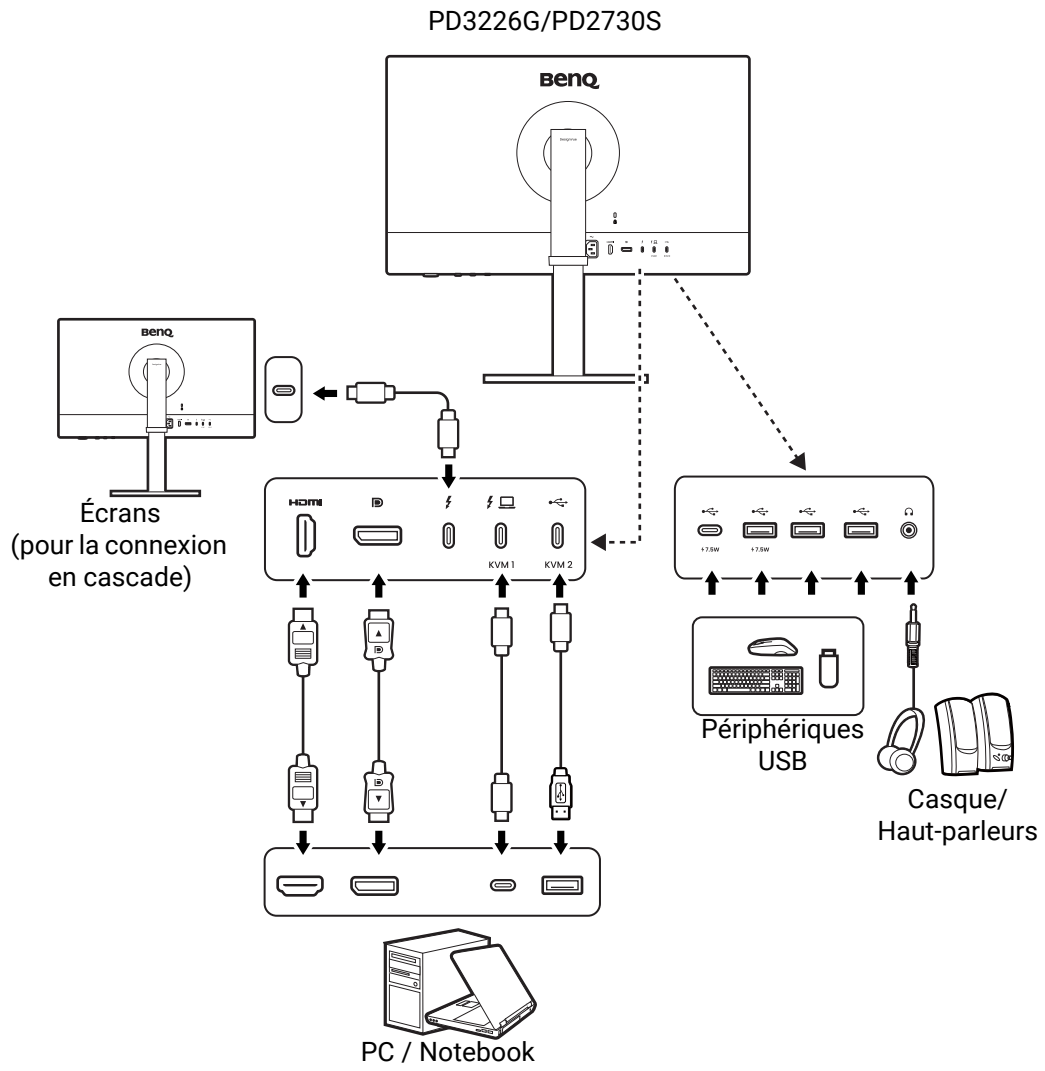 PD3226G/PD2730S
BenQ
BenQ
Écrans
(pour la connexion
en cascade)
HDMI
KVM 1
KVM 2
7.5W
7.5W
Périphériques
USB
Casque/
Haut-parleurs
PC / Notebook